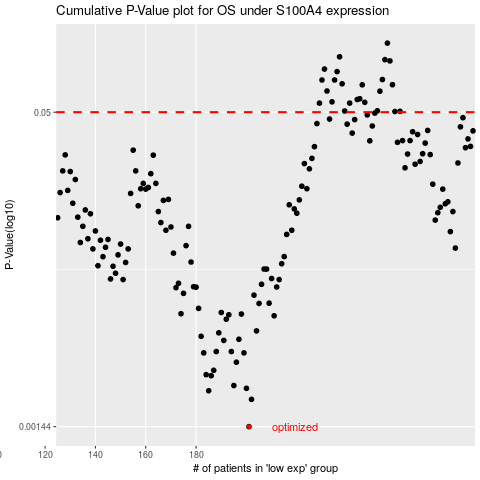 Cumulative P-Value plot for OS under S100A4 expression
P-Value(log10)
0.05
0.00144
optimized
0 120 140 160 180
# of patients in 'low exp' group